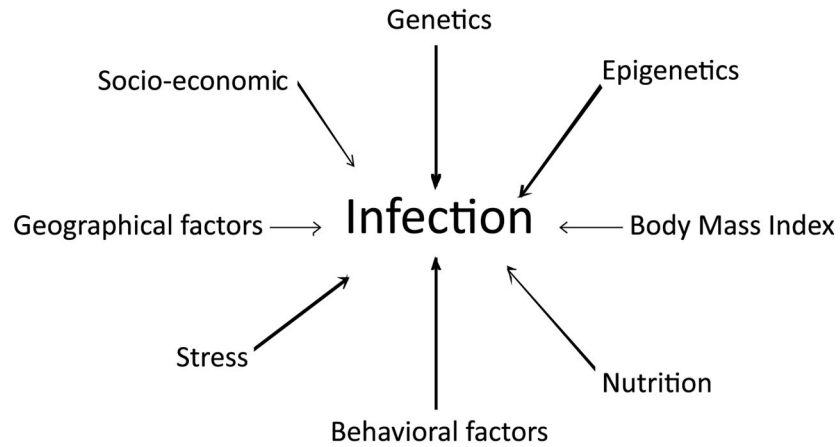 Genetics
Epigenetics
Socio-economic
Infection
Geographical factors
Body Mass Index
Stress
Nutrition
Behavioral factors